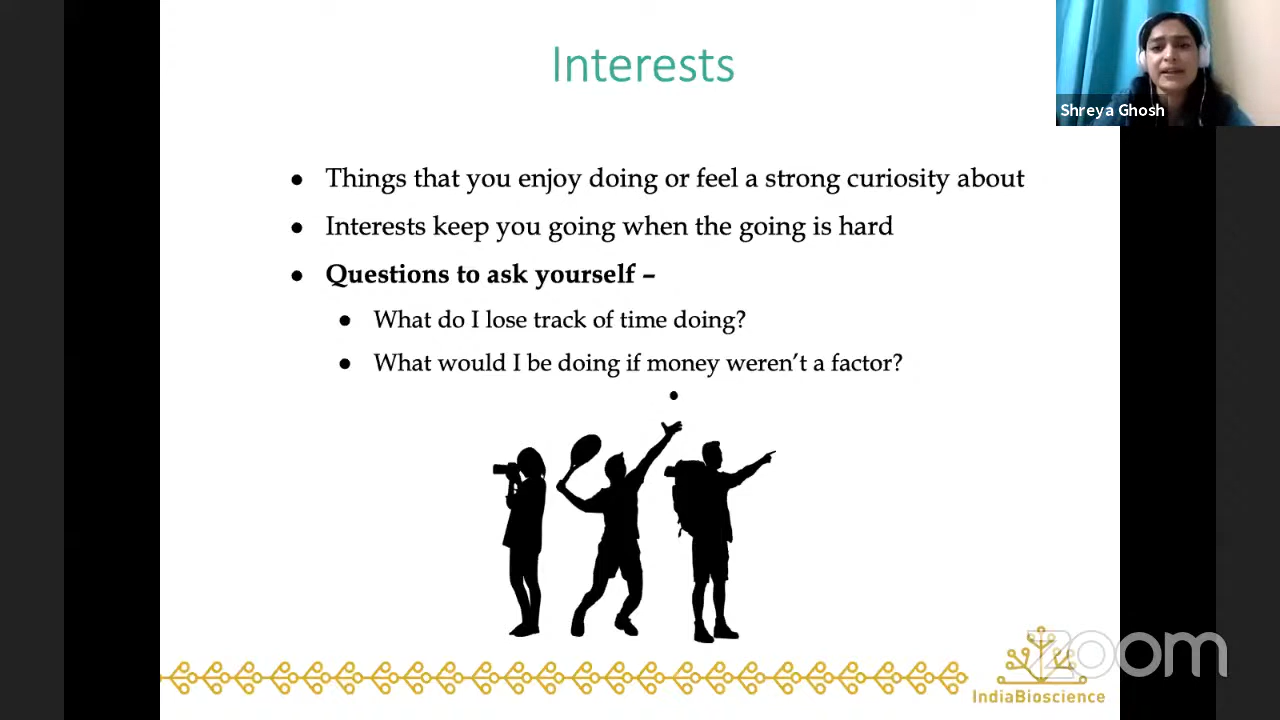 Interests
Shreya Ghosh
● Things that you enjoy doing or feel a strong curiosity about
● Interests keep you going when the going is hard
● Questions to ask yourself –
● What do I lose track of time doing?
● What would I be doing if money weren't a factor?
zoom
IndiaBioscience